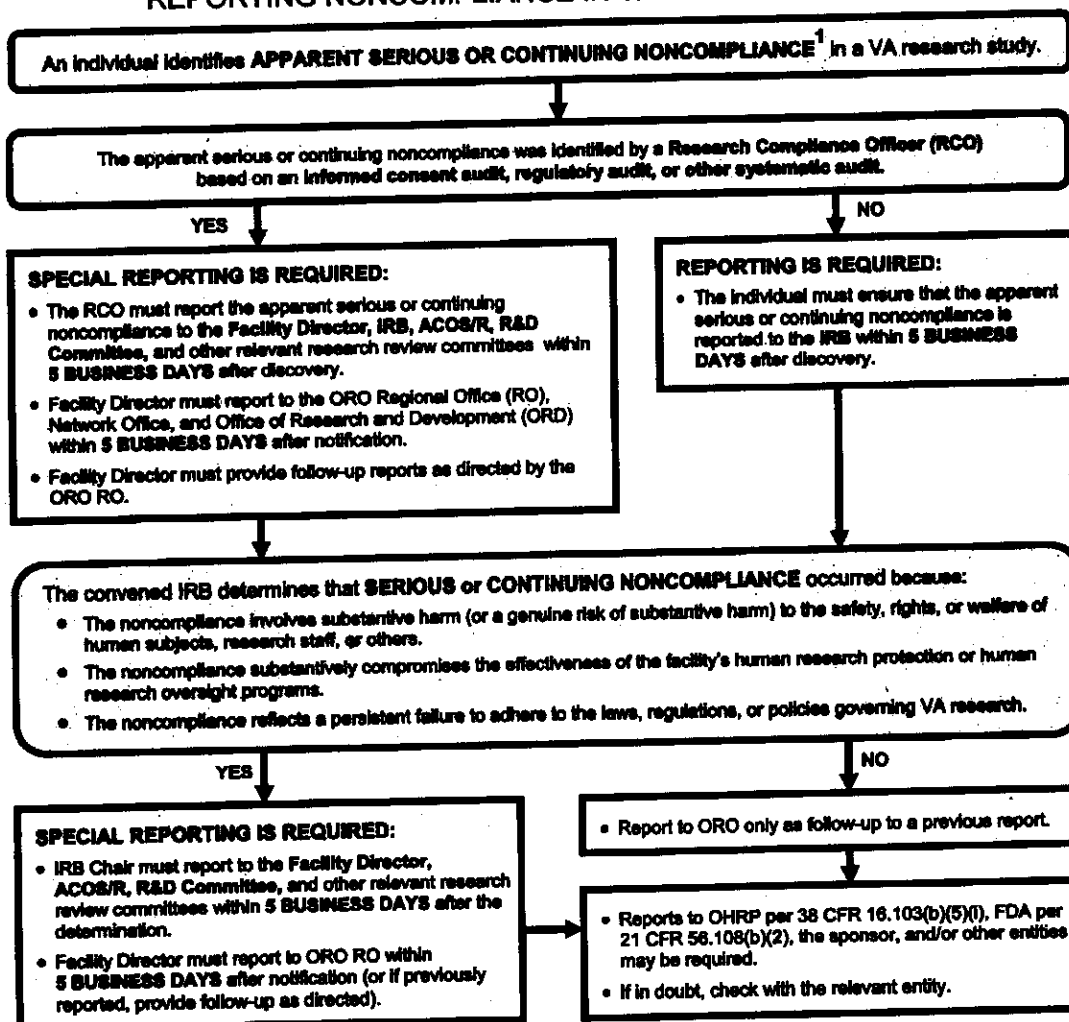 REPORTING NONCOMPLIANCE IN
An individual identifies APPARENT SERIOUS OR CONTINUING NONCOMPLIANCE1 in a VA research study.
The apparent serious or continuing noncompliance was identified by a Research Compliance Officer (RCO)
based on an informed consent audit, regulatory audit, or other systematic audit.
YES
NO
SPECIAL REPORTING IS REQUIRED:
• The RCO must report the apparent serious or continuing
noncompliance to the Facility Director, IRB, ACOS/R, R&D
Committee, and other relevant research review committees within
5 BUSINESS DAYS after discovery.
• Facility Director must report to the ORO Regional Office (RO),
Network Office, and Office of Research and Development (ORD)
within 5 BUSINESS DAYS after notification.
• Facility Director must provide follow-up reports as directed by the
ORO RO.
REPORTING IS REQUIRED:
• The individual must ensure that the apparent
serious or continuing noncompliance is
reported to the IRB within 5 BUSINESS
DAYS after discovery.
The convened IRB determines that SERIOUS or CONTINUING NONCOMPLIANCE occurred because:
• The noncompliance involves substantive harm (or a genuine risk of substantive harm) to the safety, rights, or welfare of
human subjects, research staff, or others.
• The noncompliance substantively compromises the effectiveness of the facility's human research protection or human
research oversight programs.
• The noncompliance reflects a persistent failure to adhere to the laws, regulations, or policies governing VA research.
YES
NO
SPECIAL REPORTING IS REQUIRED:
• IRB Chair must report to the Facility Director,
ACOS/R, R&D Committee, and other relevant research
review committees within 5 BUSINESS DAYS after the
determination.
• Facility Director must report to ORO RO within
5 BUSINESS DAYS after notification (or if previously
reported, provide follow-up as directed).
• Report to ORO only as follow-up to a previous report.
• Reports to OHRP per 38 CFR 16.103(b)(5)(i), FDA per
21 CFR 56.108(b)(2), the sponsor, and/or other entities
may be required.
• If in doubt, check with the relevant entity.